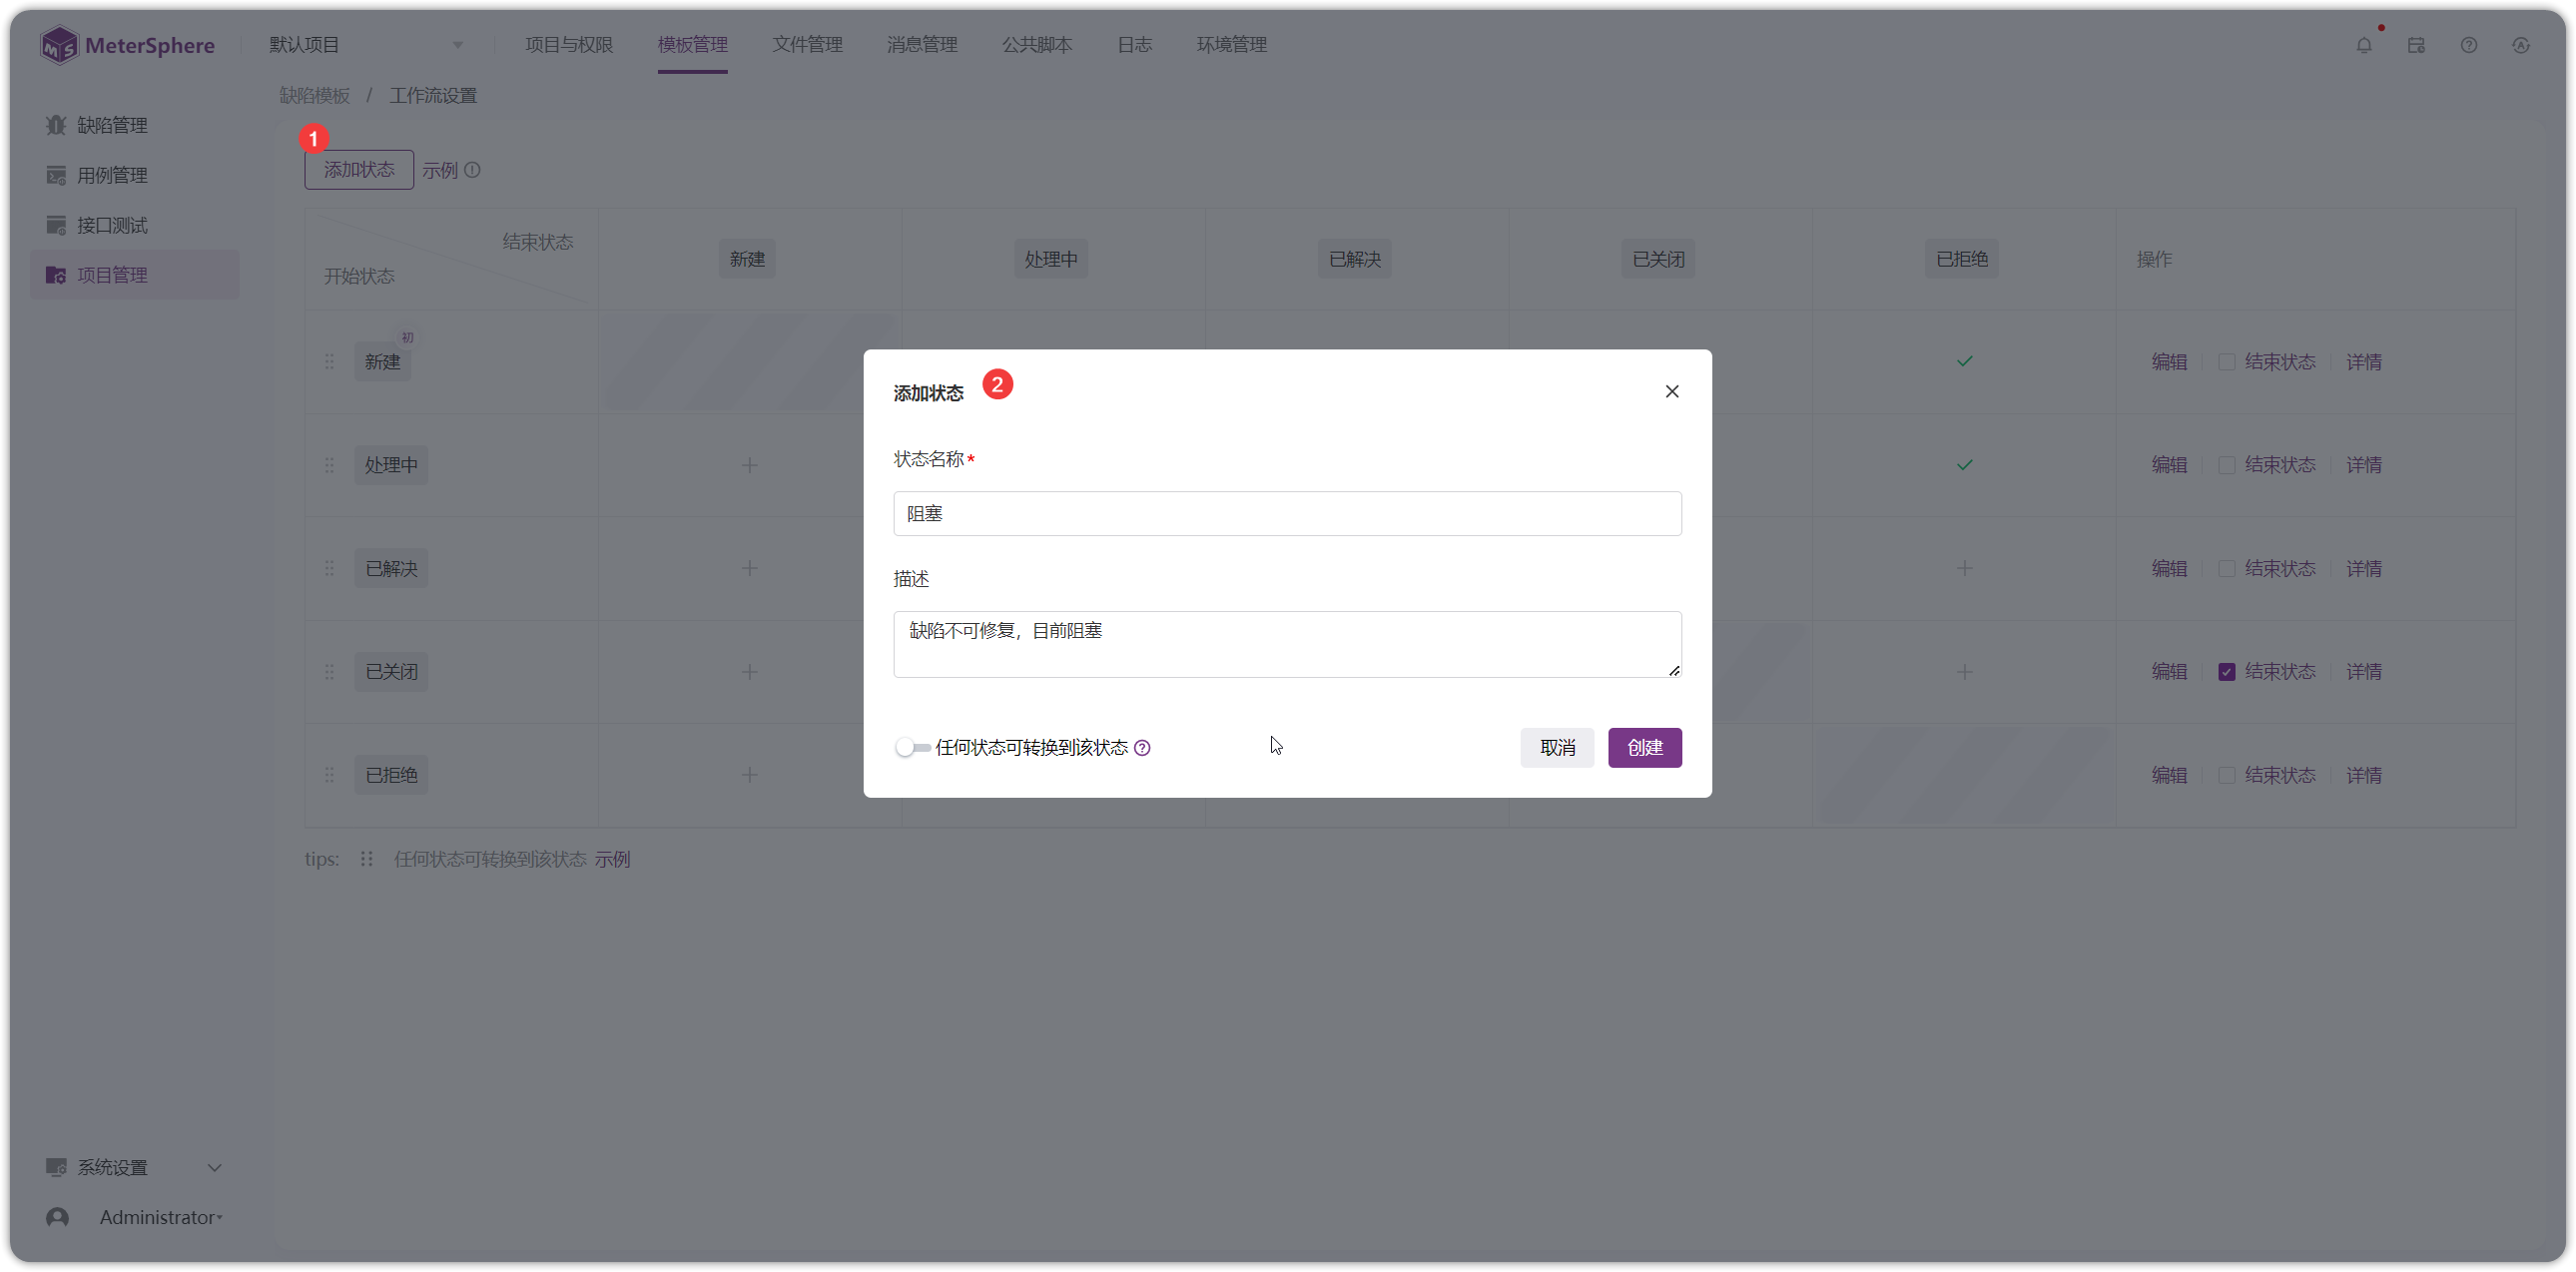 MeterSphere 默认项目 项目与权限 模板管理 文件管理 消息管理 公共脚本 日志 环境管理
缺陷管理
用例管理
接口测试
项目管理
缺陷模板 / 工作流设置
1
添加状态 示例
结束状态
开始状态
新建 处理中 已解决 已关闭 已拒绝 操作
初
新建 编辑 结束状态 详情
处理中 编辑 结束状态 详情
已解决 编辑 结束状态 详情
已关闭 编辑 结束状态 详情
已拒绝 编辑 结束状态 详情
tips: 任何状态可转换到该状态 示例
添加状态 2
状态名称*
阻塞
描述
缺陷不可修复，目前阻塞
任何状态可转换到该状态 取消 创建
系统设置
Administrator